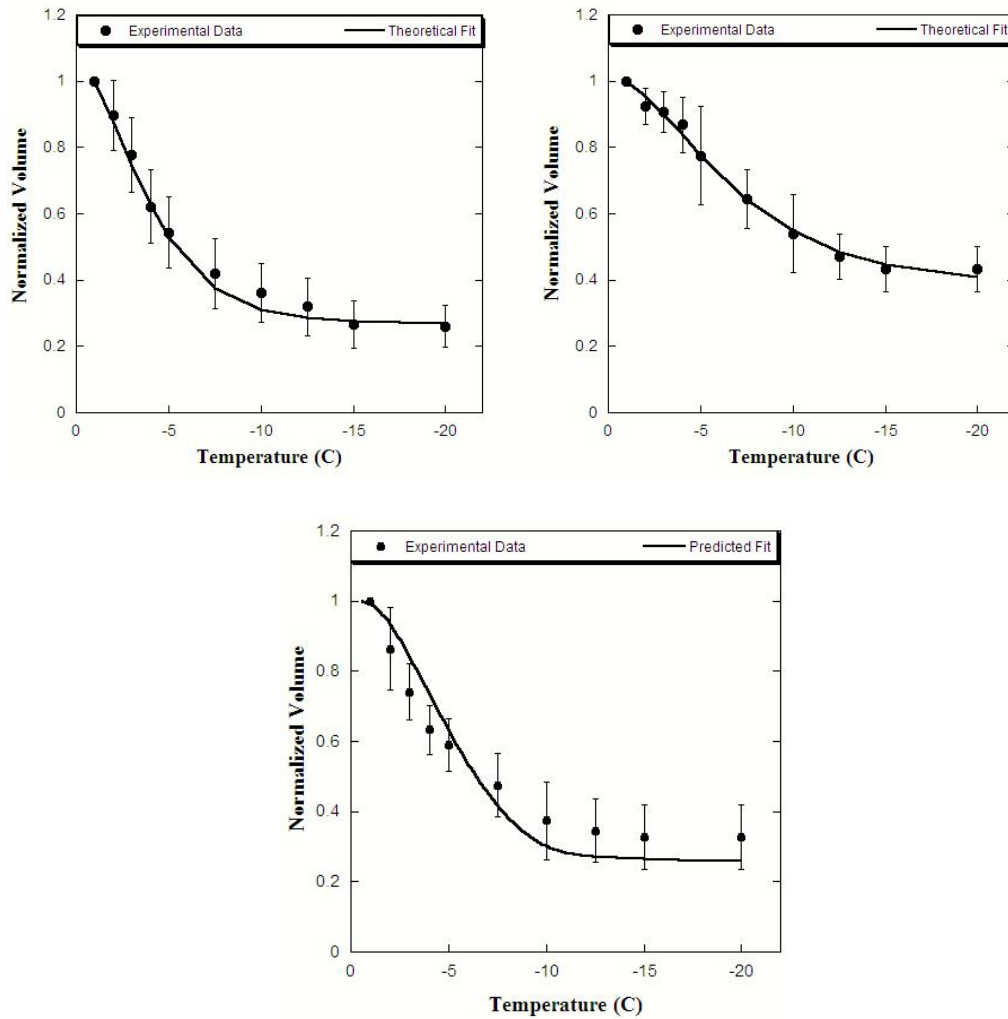 1.2
Experimental Data Theoretical Fit
1
0.8
0.6
0.4
0.2
0
Normalized Volume
0 -5 -10 -15 -20
Temperature (C)
1.2
Experimental Data Theoretical Fit
1
0.8
0.6
0.4
0.2
0
Normalized Volume
0 -5 -10 -15 -20
Temperature (C)
1.2
Experimental Data Predicted Fit
1
0.8
0.6
0.4
0.2
0
Normalized Volume
0 -5 -10 -15 -20
Temperature (C)